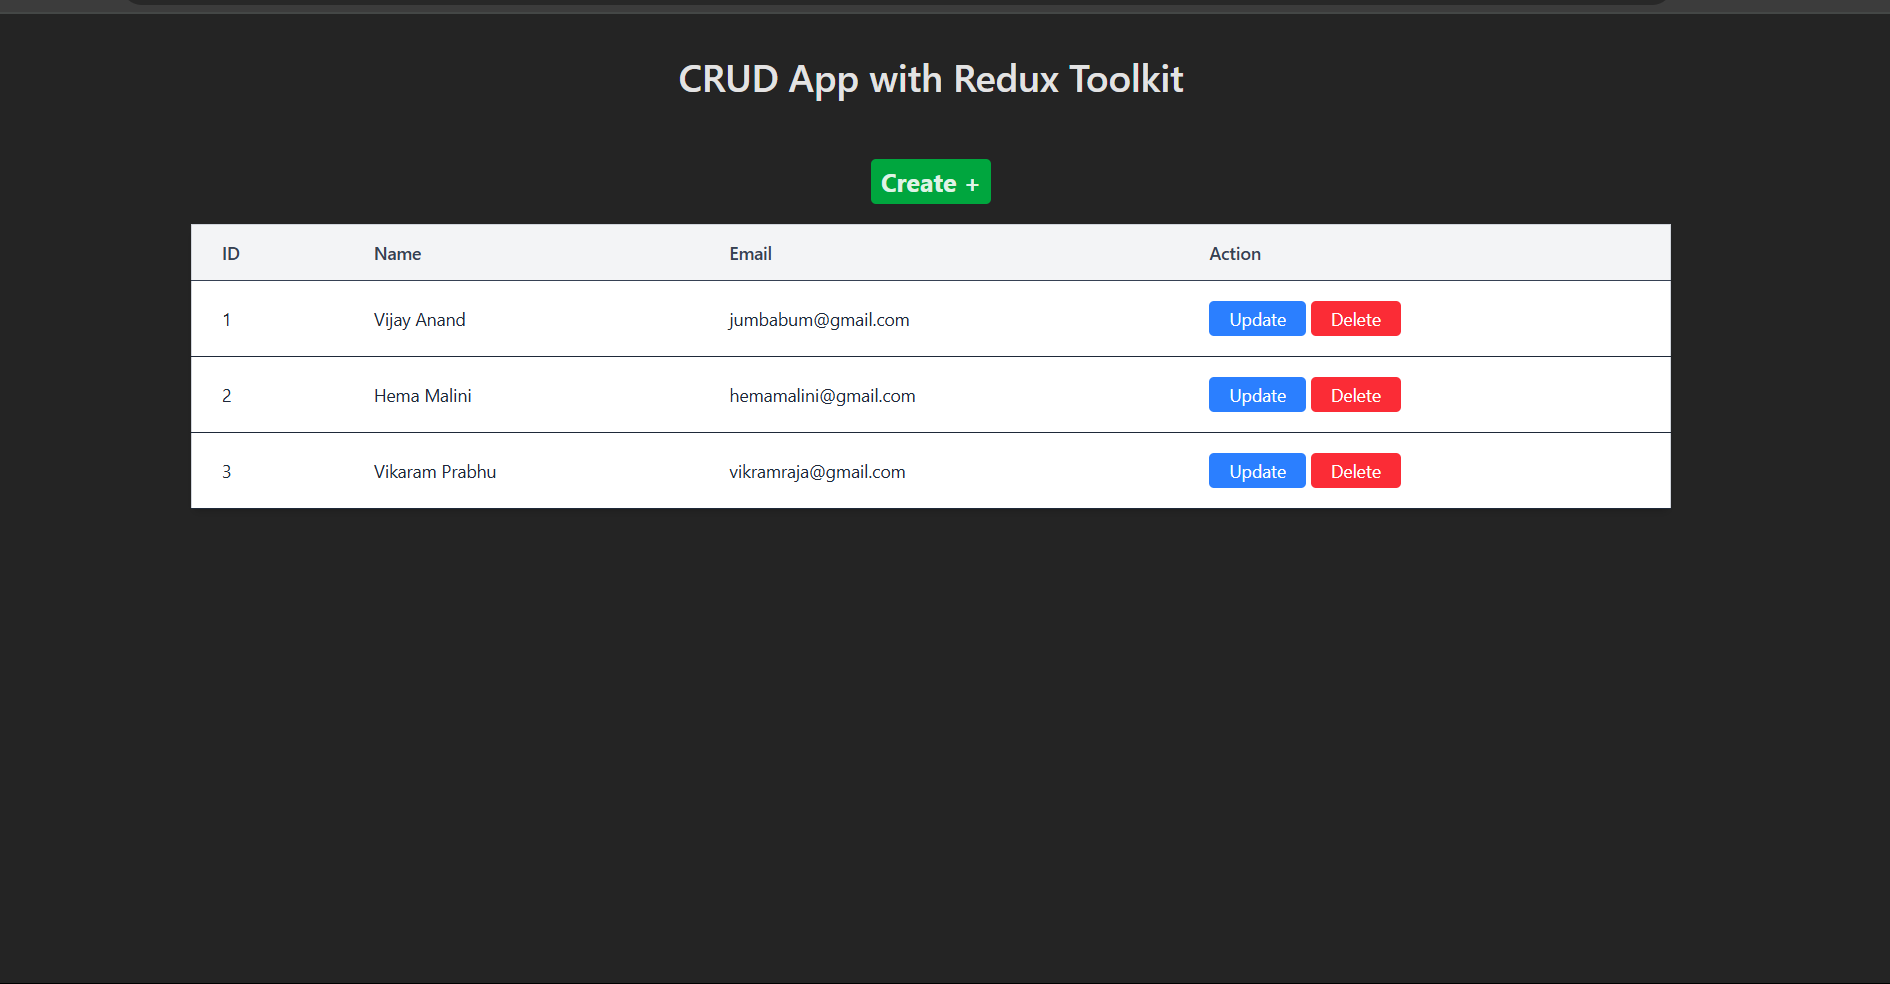 CRUD App with Redux Toolkit
Create +
ID Name Email Action
1 Vijay Anand jumbabum@gmail.com Update Delete
2 Hema Malini hemamalini@gmail.com Update Delete
3 Vikaram Prabhu vikramraja@gmail.com Update Delete